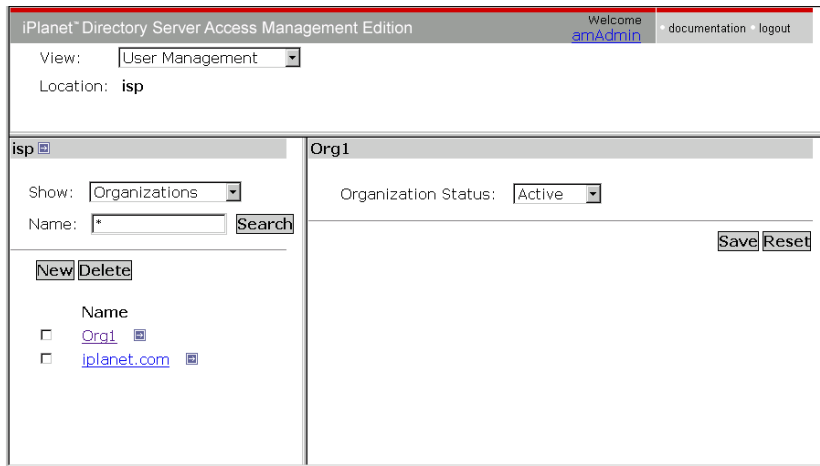 iPlanet™ Directory Server Access Management Edition
Welcome
amAdmin
documentation
logout
View: User Management
Location: isp
isp
Show: Organizations
Name: *
Search
New Delete
Name
Org1
iplanet.com
Org1
Organization Status: Active
Save Reset